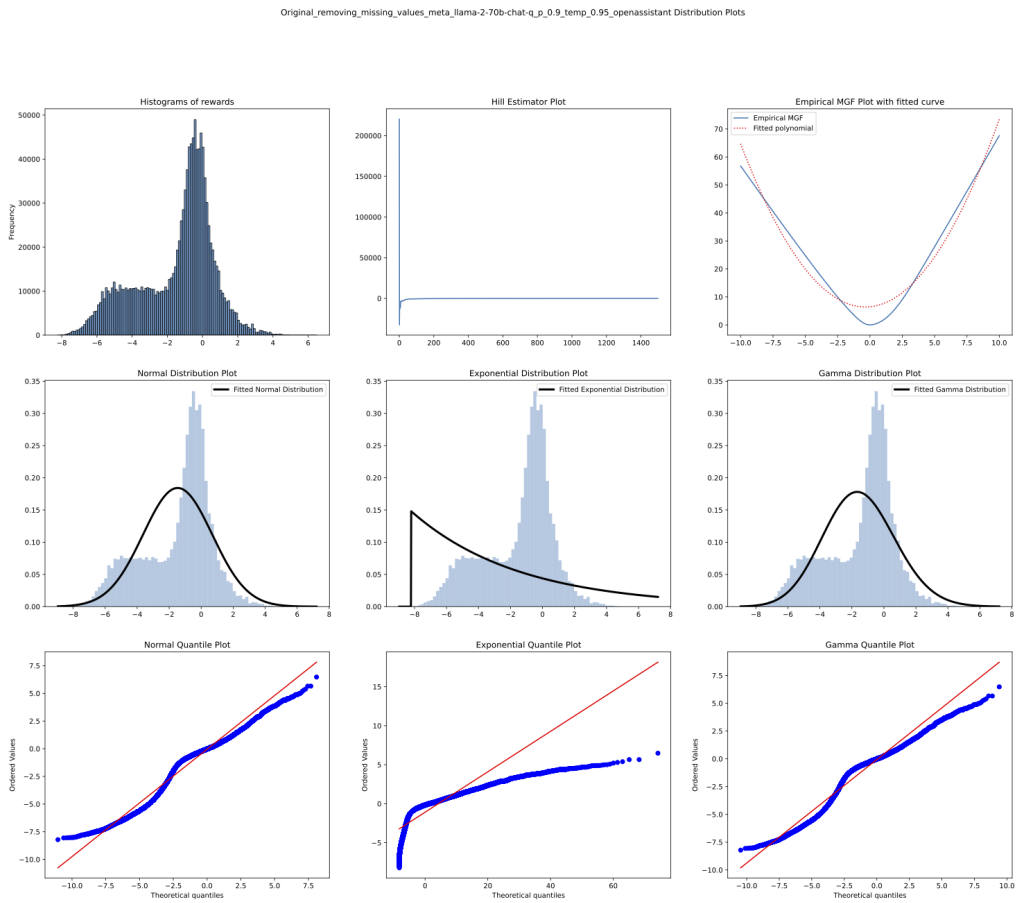 Original_removing_missing_values_meta_llama-2-70b-chat-q_p_0.9_temp_0.95_openassistant Distribution Plots
Histograms of rewards
Frequency
50000
40000
30000
20000
10000
0
−8 −6 −4 −2 0 2 4 6
Hill Estimator Plot
200000
150000
100000
50000
0
0 200 400 600 800 1000 1200 1400
Empirical MGF Plot with fitted curve
Empirical MGF
Fitted polynomial
70
60
50
40
30
20
10
0
−10.0 −7.5 −5.0 −2.5 0.0 2.5 5.0 7.5 10.0
Normal Distribution Plot
Fitted Normal Distribution
0.35
0.30
0.25
0.20
0.15
0.10
0.05
0.00
−8 −6 −4 −2 0 2 4 6 8
Exponential Distribution Plot
Fitted Exponential Distribution
0.35
0.30
0.25
0.20
0.15
0.10
0.05
0.00
−8 −6 −4 −2 0 2 4 6 8
Gamma Distribution Plot
Fitted Gamma Distribution
0.35
0.30
0.25
0.20
0.15
0.10
0.05
0.00
−8 −6 −4 −2 0 2 4 6 8
Normal Quantile Plot
Ordered Values
7.5
5.0
2.5
0.0
−2.5
−5.0
−7.5
−10.0
−10.0 −7.5 −5.0 −2.5 0.0 2.5 5.0 7.5
Theoretical quantiles
Exponential Quantile Plot
Ordered Values
15
10
5
0
−5
0 20 40 60
Theoretical quantiles
Gamma Quantile Plot
Ordered Values
7.5
5.0
2.5
0.0
−2.5
−5.0
−7.5
−10.0
−10.0 −7.5 −5.0 −2.5 0.0 2.5 5.0 7.5 10.0
Theoretical quantiles